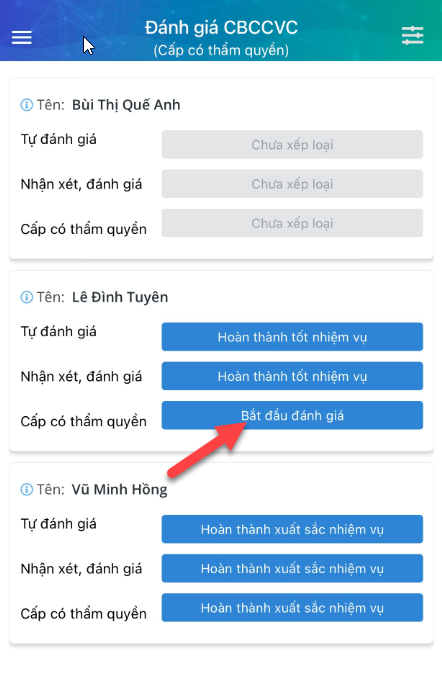 Đánh giá CBCCVC
(Cấp có thẩm quyền)
Tên: Bùi Thị Quế Anh
Tự đánh giá Chưa xếp loại
Nhận xét, đánh giá Chưa xếp loại
Cấp có thẩm quyền Chưa xếp loại
Tên: Lê Đình Tuyên
Tự đánh giá Hoàn thành tốt nhiệm vụ
Nhận xét, đánh giá Hoàn thành tốt nhiệm vụ
Cấp có thẩm quyền Bắt đầu đánh giá
Tên: Vũ Minh Hồng
Tự đánh giá Hoàn thành xuất sắc nhiệm vụ
Nhận xét, đánh giá Hoàn thành xuất sắc nhiệm vụ
Cấp có thẩm quyền Hoàn thành xuất sắc nhiệm vụ